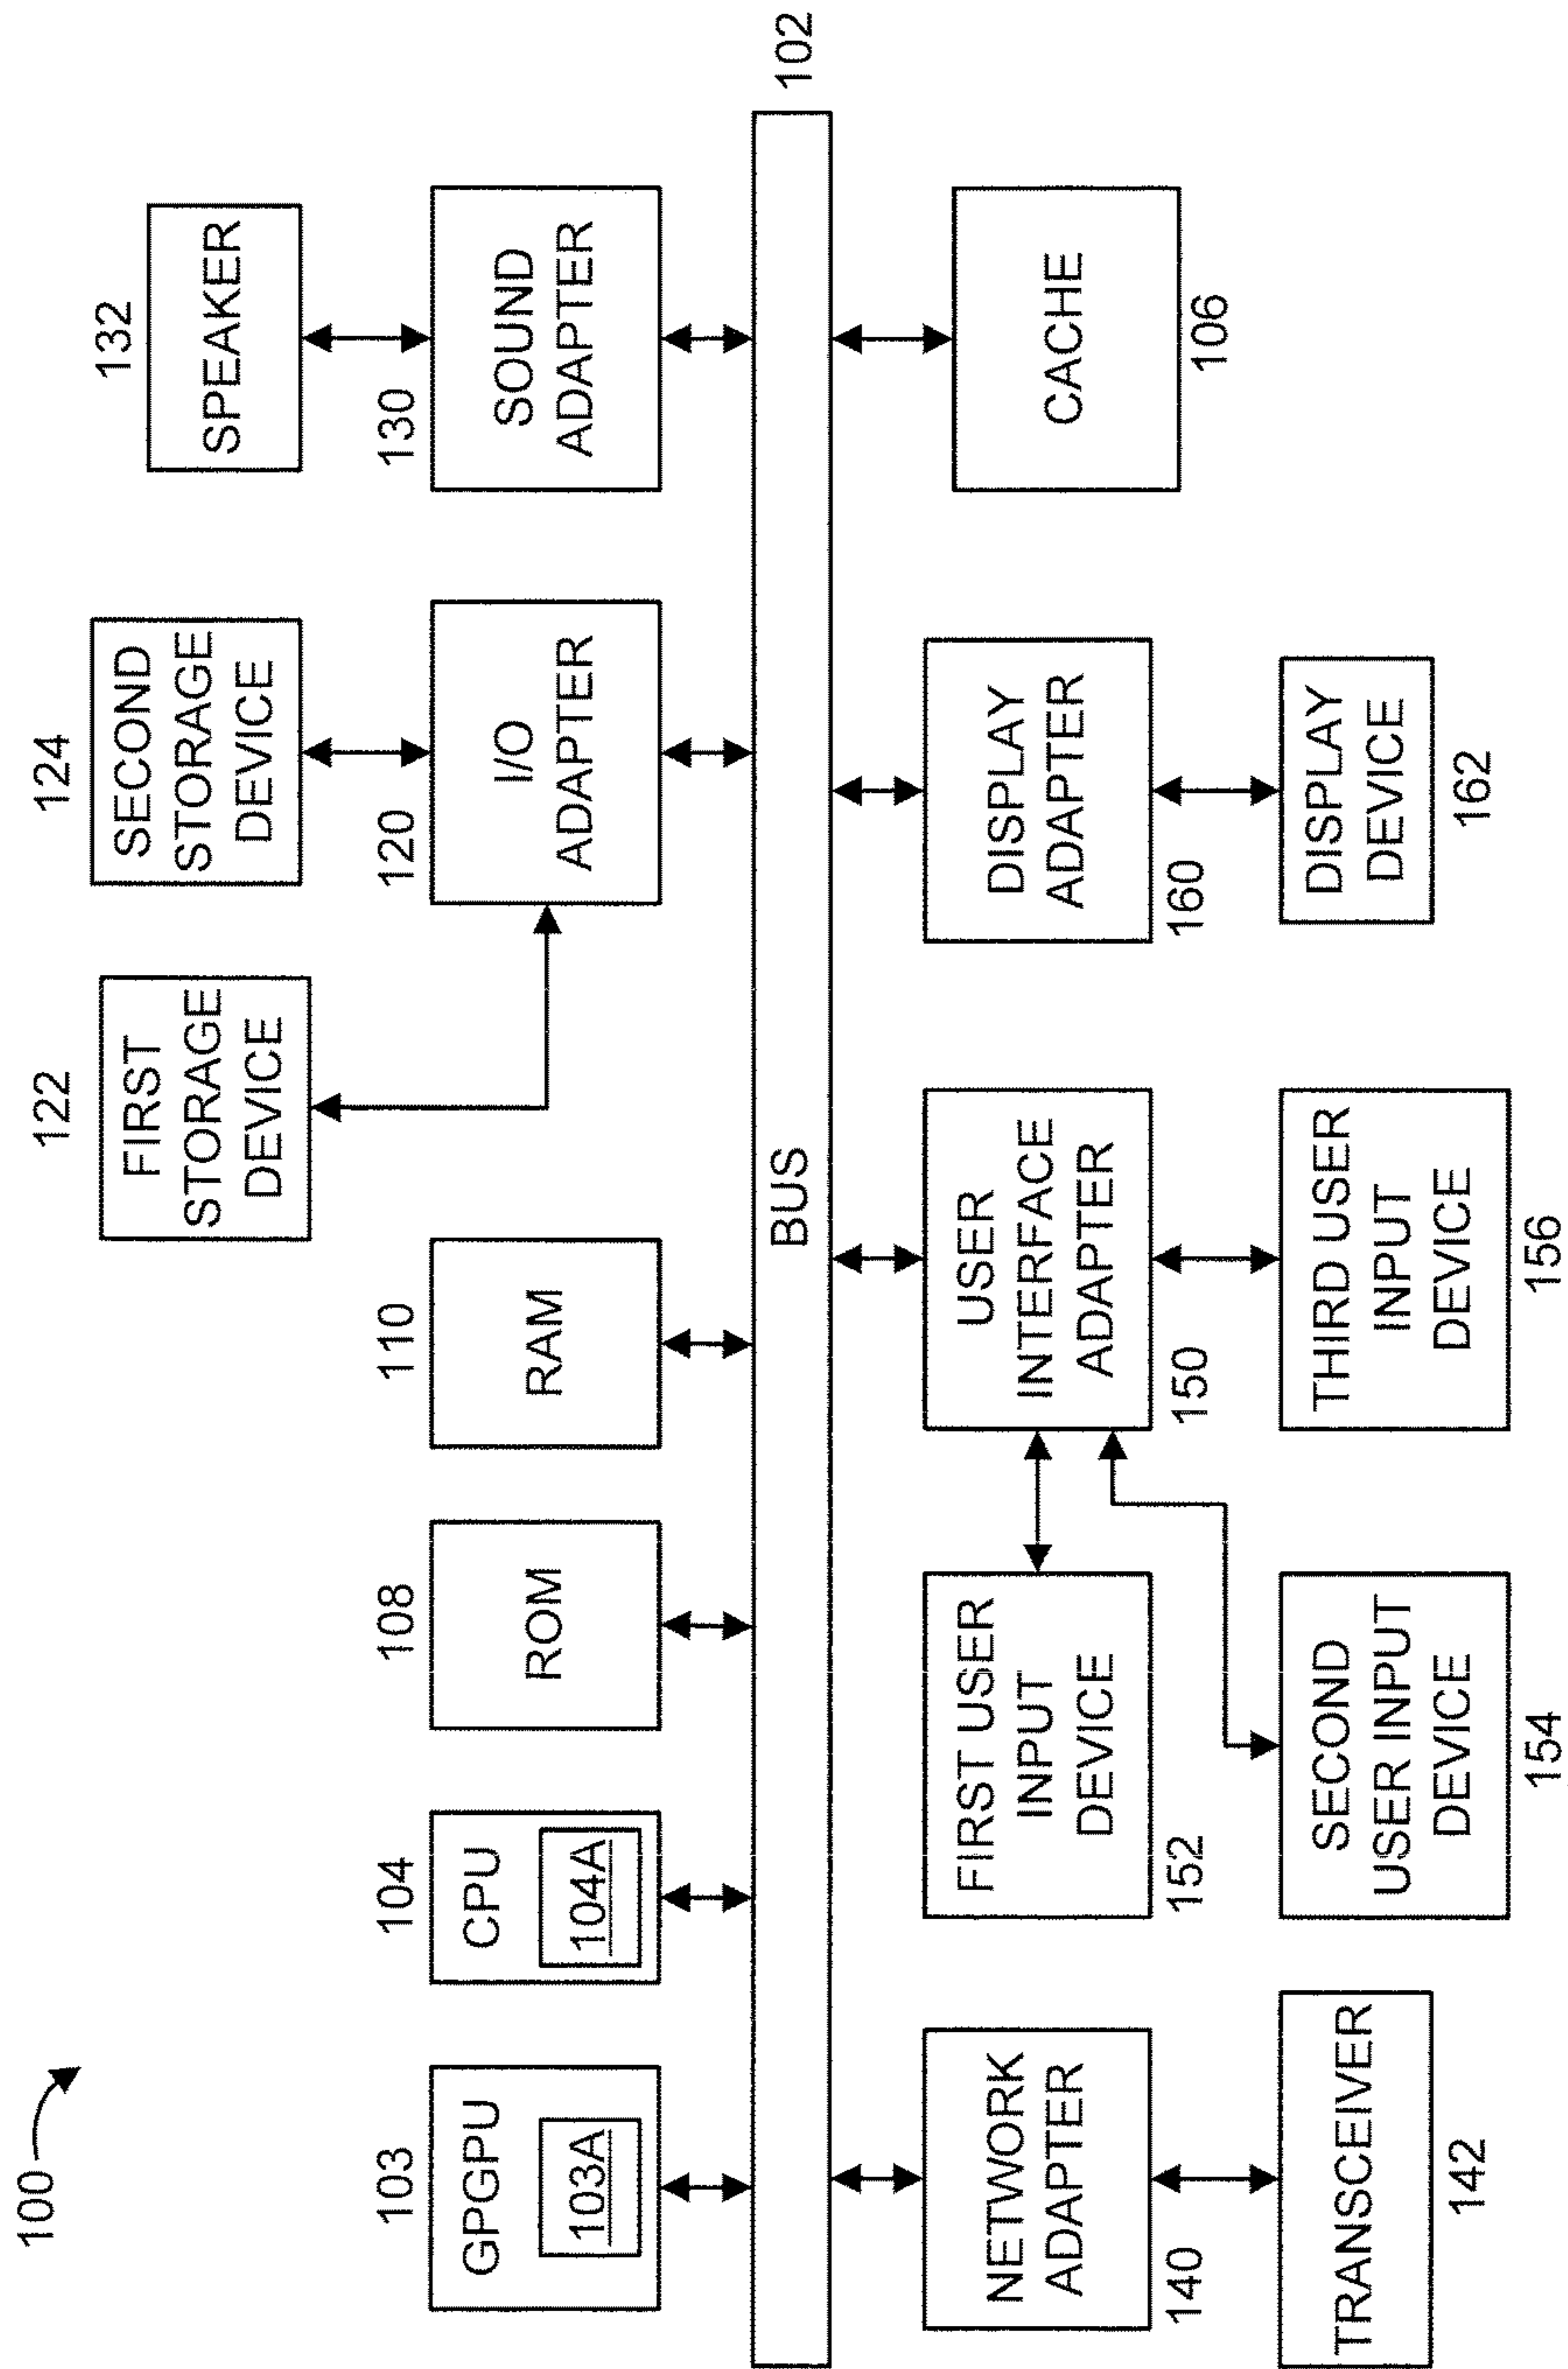 100
122
FIRST
STORAGE
DEVICE
124
SECOND
STORAGE
DEVICE
132
SPEAKER
103
GPGPU
103A
104
CPU
104A
108
ROM
110
RAM
120
I/O
ADAPTER
130
SOUND
ADAPTER
BUS
102
NETWORK
ADAPTER
140
FIRST USER
INPUT
DEVICE
152
USER
INTERFACE
ADAPTER
150
DISPLAY
ADAPTER
160
CACHE
106
TRANSCEIVER
142
SECOND
USER INPUT
DEVICE
154
THIRD USER
INPUT
DEVICE
156
DISPLAY
DEVICE
162